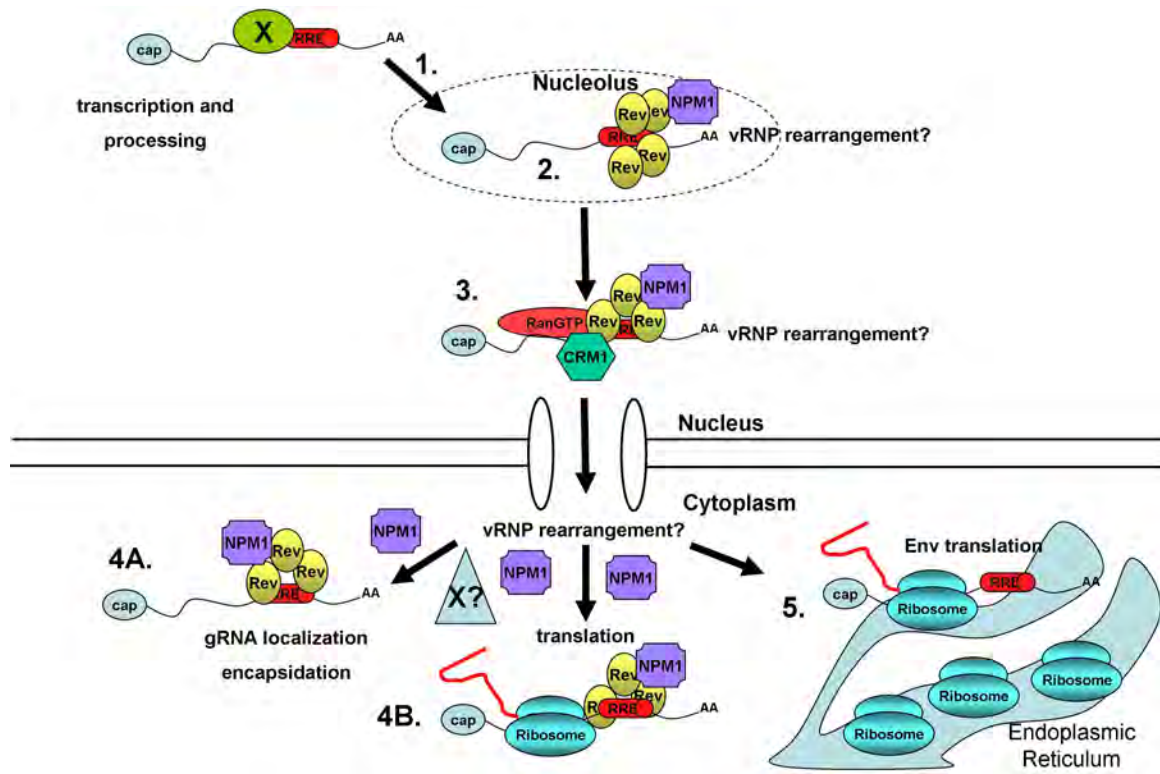 X
RRE
AA
cap
transcription and
processing
1.
Nucleolus
NPM1
Rev
ev
RRE
AA
vRNP rearrangement?
cap
Rev
Rev
2.
3.
NPM1
Rev
RanGTP
Rev
Rev
AA
vRNP rearrangement?
cap
CRM1
Nucleus
Cytoplasm
vRNP rearrangement?
4A.
NPM1
Rev
NPM1
Rev
Rev
RRE
AA
cap
gRNA localization
encapsidation
X?
NPM1
NPM1
translation
NPM1
Rev
Rev
RRE
AA
4B.
cap
Ribosome
Env translation
RRE
AA
cap
Ribosome
5.
Ribosome
Ribosome
Ribosome
Endoplasmic
Reticulum